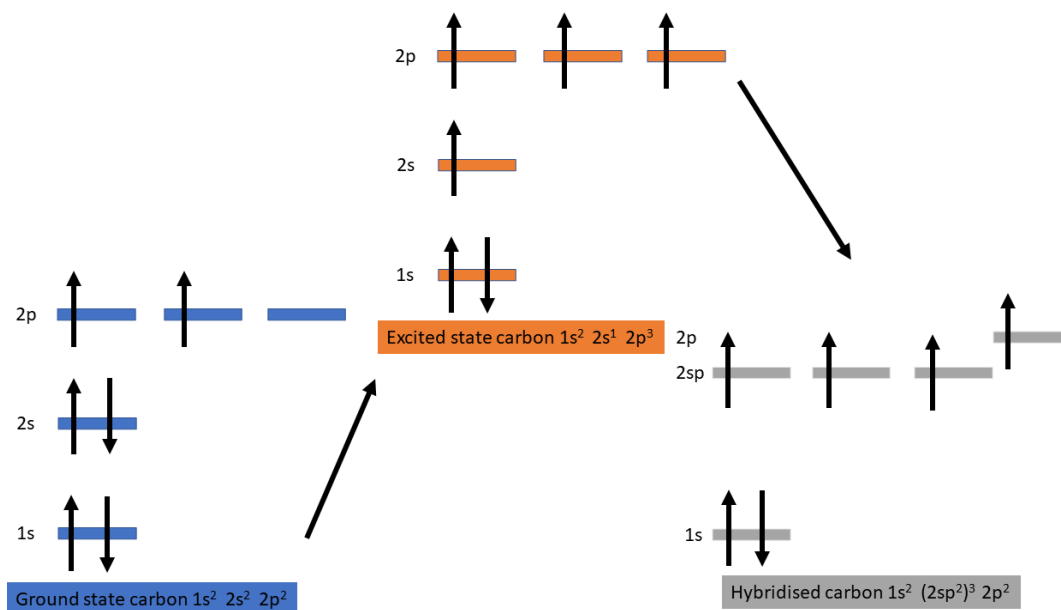 2p
2s
1s
Excited state carbon 1s² 2s¹ 2p³
2p
2s
1s
Ground state carbon 1s² 2s² 2p²
2p
2sp
1s
Hybridised carbon 1s² (2sp²)³ 2p²